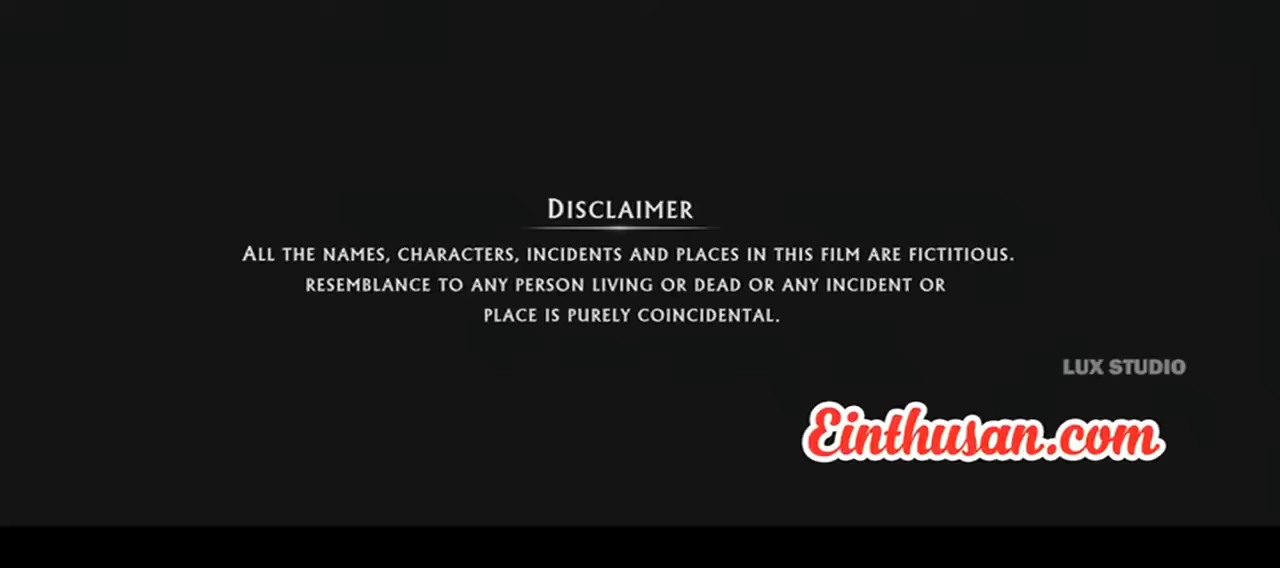 DISCLAIMER
ALL THE NAMES, CHARACTERS, INCIDENTS AND PLACES IN THIS FILM ARE FICTITIOUS.
RESEMBLANCE TO ANY PERSON LIVING OR DEAD OR ANY INCIDENT OR
PLACE IS PURELY COINCIDENTAL.
LUX STUDIO
Einthusan.com